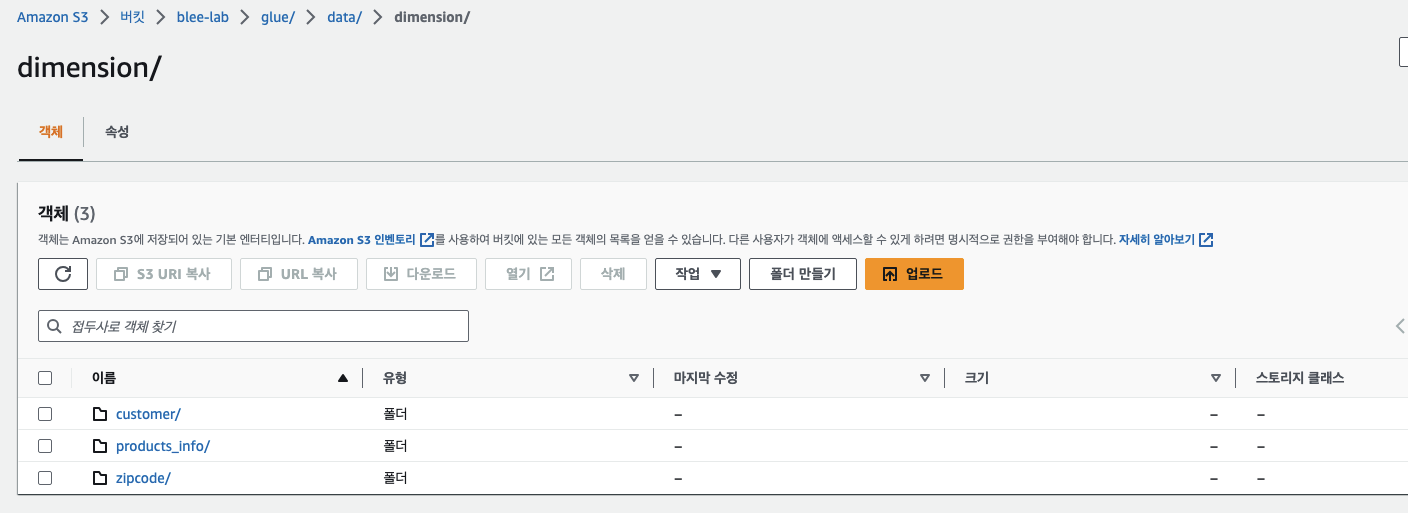 Amazon S3 > 버킷 > blee-lab > glue/ > data/ > dimension/
dimension/
객체 속성
객체 (3)
객체는 Amazon S3에 저장되어 있는 기본 엔터티입니다. Amazon S3 인벤토리 를 사용하여 버킷에 있는 모든 객체의 목록을 얻을 수 있습니다. 다른 사용자가 객체에 액세스할 수 있게 하려면 명시적으로 권한을 부여해야 합니다. 자세히 알아보기
S3 URI 복사 URL 복사 다운로드 열기 삭제 작업 폴더 만들기 업로드
접두사로 객체 찾기
이름 유형 마지막 수정 크기 스토리지 클래스
customer/ 폴더 – – –
products_info/ 폴더 – – –
zipcode/ 폴더 – – –